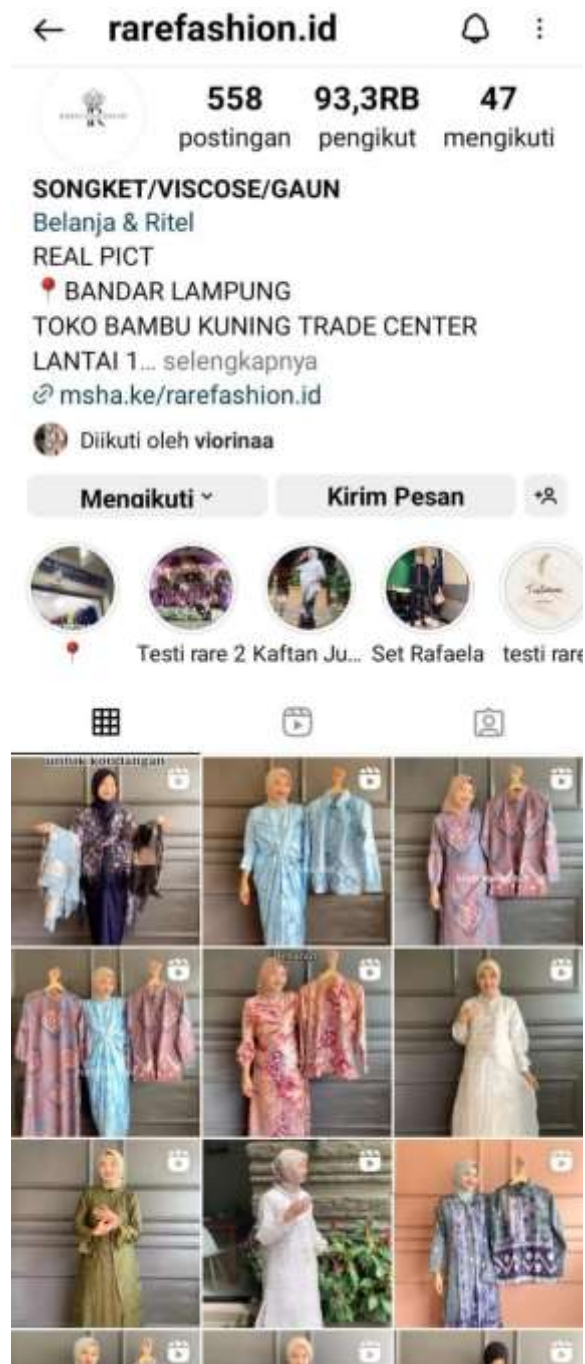 rarefashion.id
558 93,3RB 47
postingan pengikut mengikuti
SONGKET/VISCOSE/GAUN
Belanja & Ritel
REAL PICT
📍 BANDAR LAMPUNG
TOKO BAMBU KUNING TRADE CENTER
LANTAI 1... selengkapnya
msha.ke/rarefashion.id
Diikuti oleh viorinaa
Mengikuti Kirim Pesan
📍 Testi rare 2 Kaftan Ju... Set Rafaela testi rare
untuk kondangan